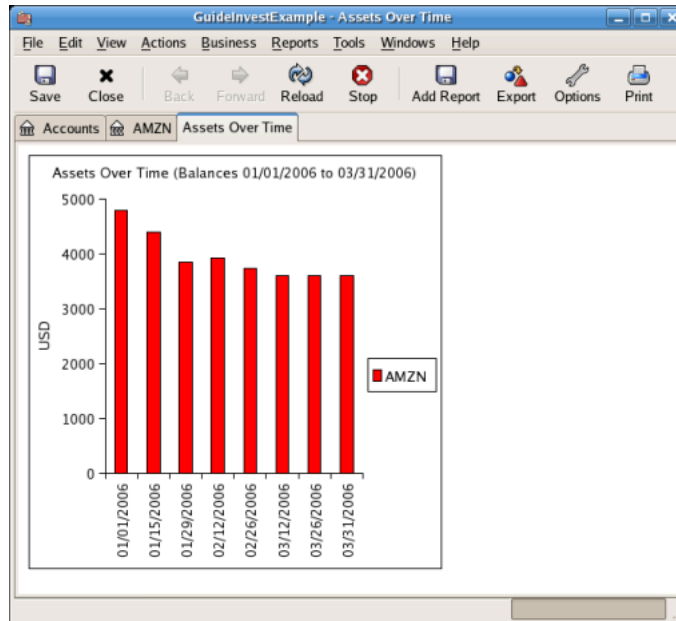 GuideInvestExample - Assets Over Time
File Edit View Actions Business Reports Tools Windows Help
Save Close Back Forward Reload Stop Add Report Export Options Print
Accounts AMZN Assets Over Time
Assets Over Time (Balances 01/01/2006 to 03/31/2006)
5000
4000
3000
2000
1000
0
USD
AMZN
01/01/2006
01/15/2006
01/29/2006
02/12/2006
02/26/2006
03/12/2006
03/26/2006
03/31/2006